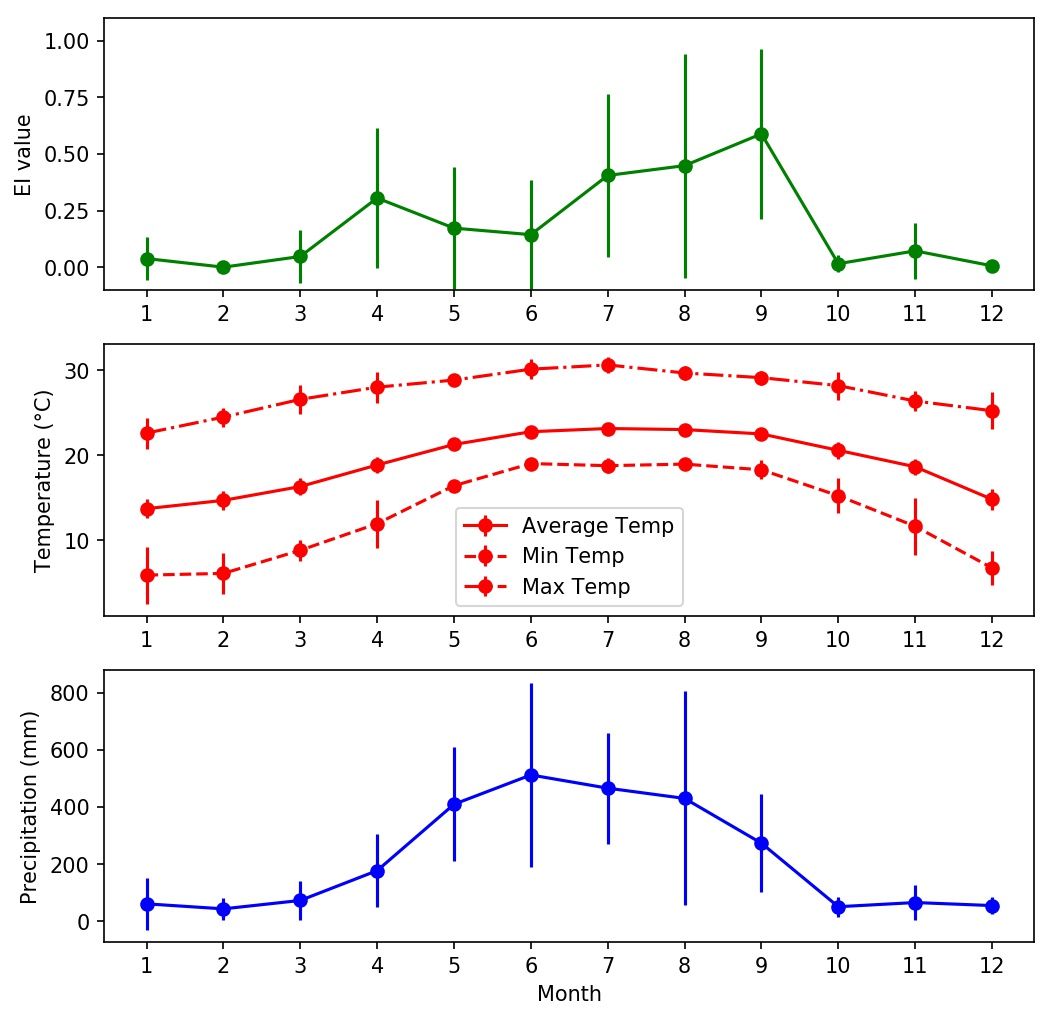 1.00
0.75
0.50
0.25
0.00
EI value
1 2 3 4 5 6 7 8 9 10 11 12
30
20
10
Temperature (°C)
Average Temp
Min Temp
Max Temp
1 2 3 4 5 6 7 8 9 10 11 12
800
600
400
200
0
Precipitation (mm)
1 2 3 4 5 6 7 8 9 10 11 12
Month